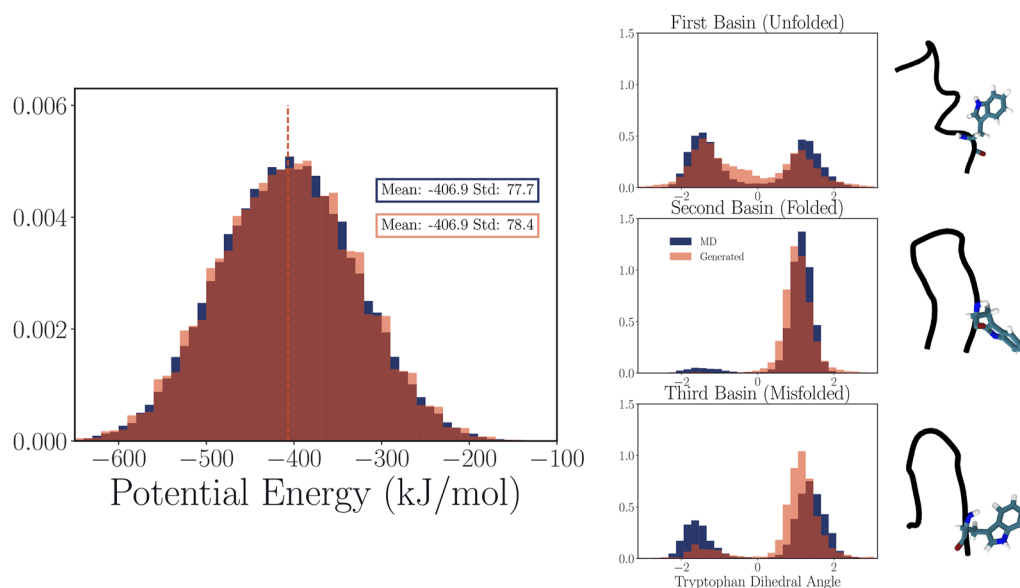 0.006
0.004
0.002
0.000
Mean: -406.9 Std: 77.7
Mean: -406.9 Std: 78.4
−600 −500 −400 −300 −200 −100
Potential Energy (kJ/mol)
First Basin (Unfolded)
1.5
1.0
0.5
0.0
−2 0 2
Second Basin (Folded)
1.5
1.0
0.5
0.0
MD
Generated
−2 0 2
Third Basin (Misfolded)
1.5
1.0
0.5
0.0
−2 0 2
Tryptophan Dihedral Angle